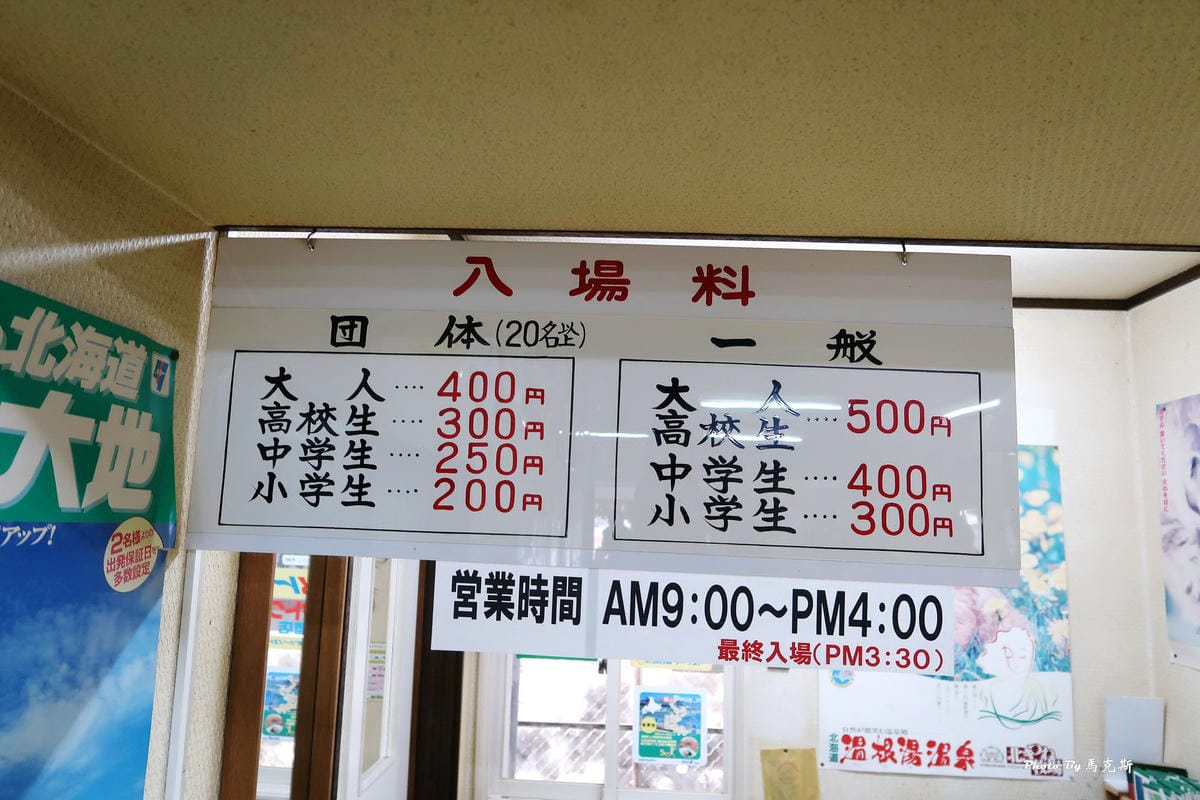 入場料
団体(20名以上)
大人‥‥400円
高校生‥‥300円
中学生‥‥250円
小学生‥‥200円
一般
大人
高校生‥‥500円
中学生‥‥400円
小学生‥‥300円
営業時間 AM9:00~PM4:00
最終入場(PM3:30)
北海道
大地
アップ!
2名様よりの
出発保証日を
多数設定
北海道
温根湯温泉
Photo By 馬克斯